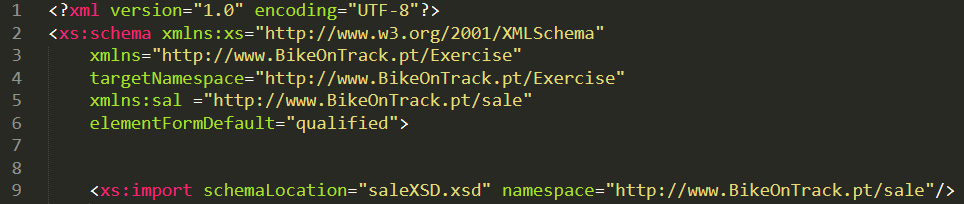 1 <?xml version="1.0" encoding="UTF-8"?>
2 <xs:schema xmlns:xs="http://www.w3.org/2001/XMLSchema"
3 xmlns="http://www.BikeOnTrack.pt/Exercise"
4 targetNamespace="http://www.BikeOnTrack.pt/Exercise"
5 xmlns:sal ="http://www.BikeOnTrack.pt/sale"
6 elementFormDefault="qualified">
7
8
9 <xs:import schemaLocation="saleXSD.xsd" namespace="http://www.BikeOnTrack.pt/sale"/>